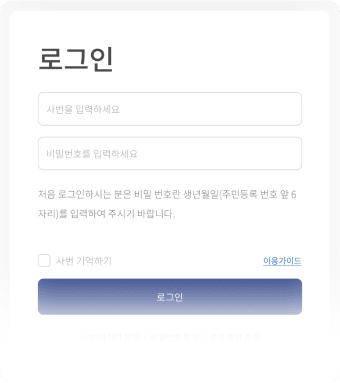 로그인
사번을 입력하세요
비밀번호를 입력하세요
처음 로그인하시는 분은 비밀 번호란 생년월일(주민등록 번호 앞 6
자리)를 입력하여 주시기 바랍니다.
사번 기억하기
이용가이드
로그인